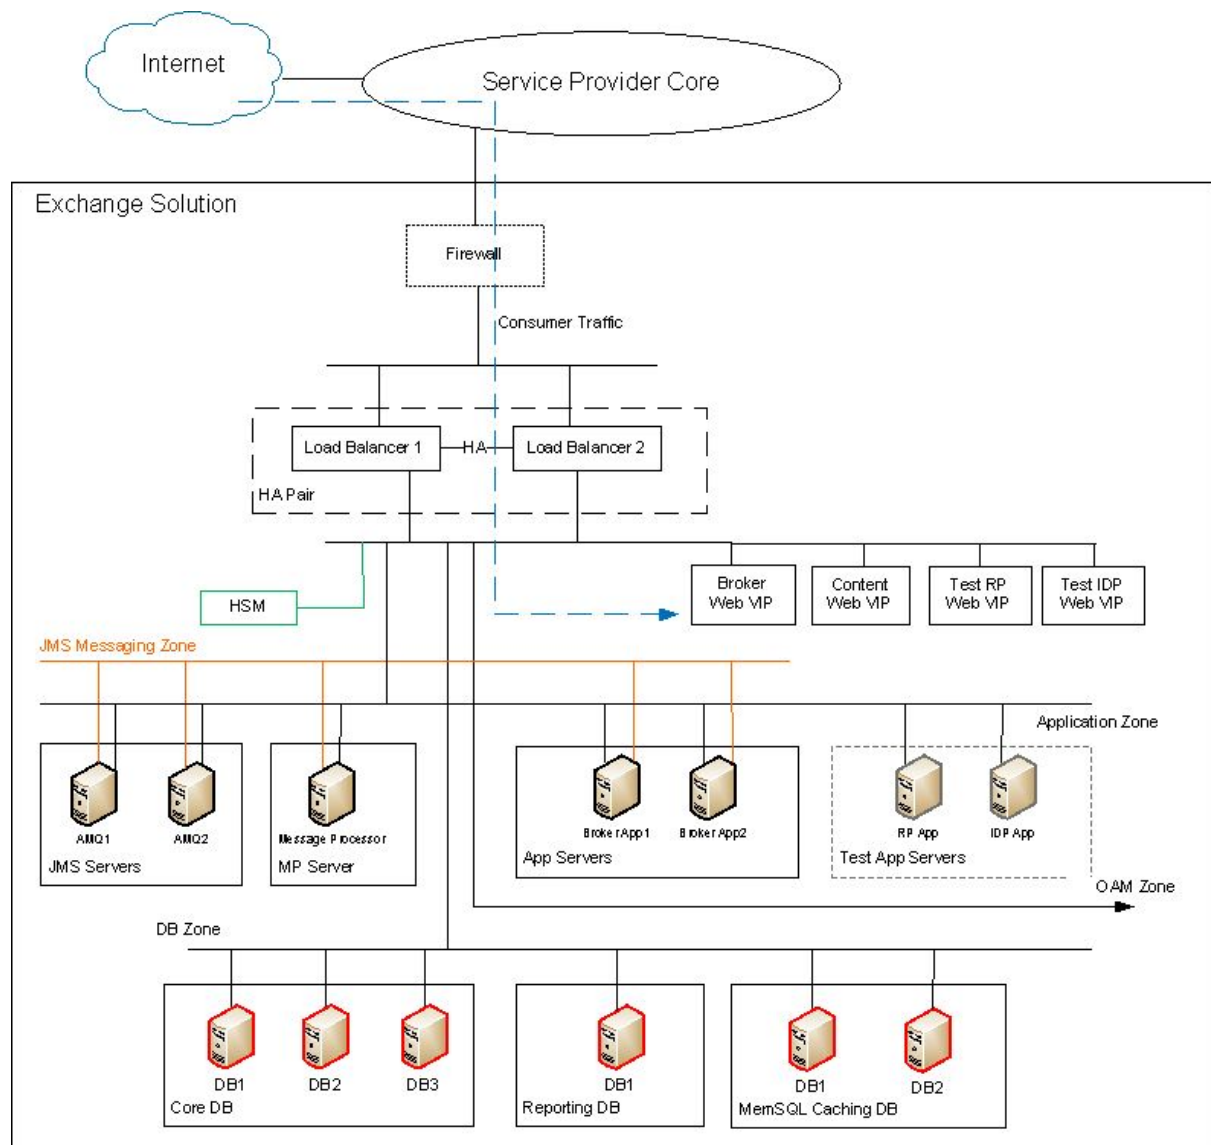 Internet
Service Provider Core
Exchange Solution
Firewall
Consumer Traffic
Load Balancer 1
HA
Load Balancer 2
HA Pair
HSM
Broker
Web VIP
Content
Web VIP
Test RP
Web VIP
Test IDP
Web VIP
JMS Messaging Zone
Application Zone
AMQ1
AMQ2
JMS Servers
Message Processor
MP Server
Broker App1
Broker App2
App Servers
RP App
IDP App
Test App Servers
OAM Zone
DB Zone
DB1
DB2
DB3
Core DB
DB1
Reporting DB
DB1
DB2
MemSQL Caching DB